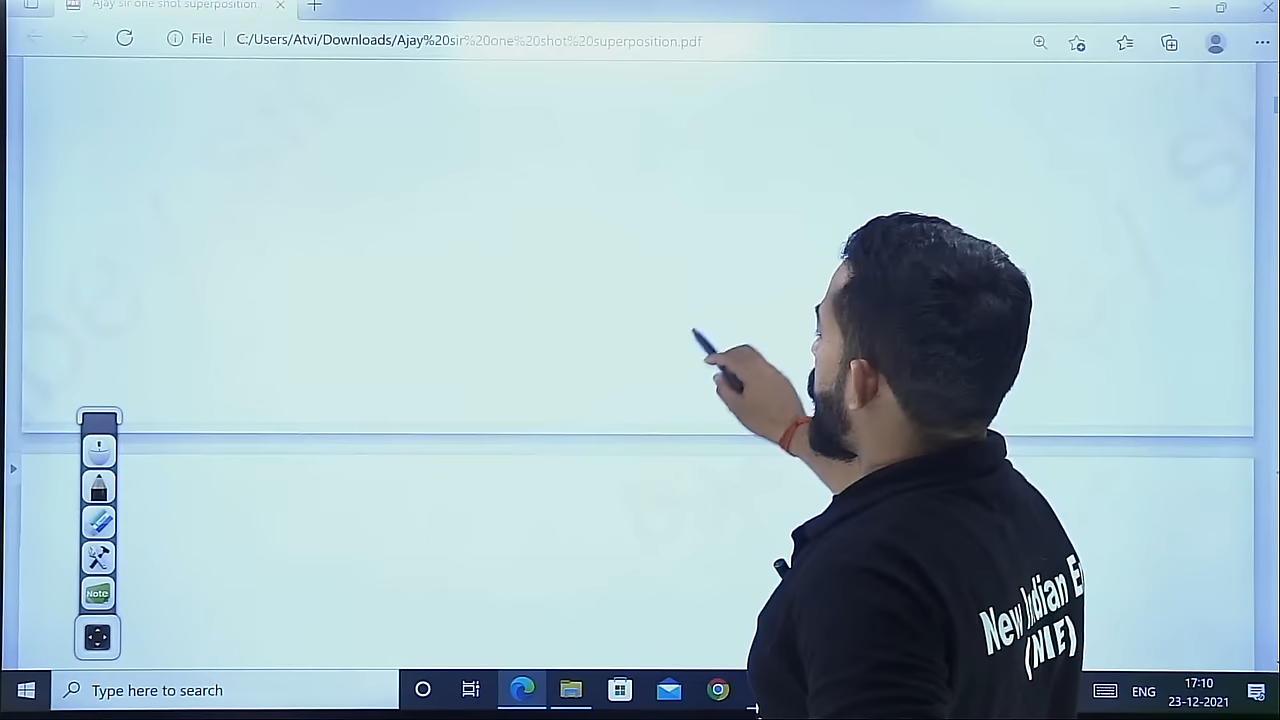 Ajay sir one shot superposition.
File
C:/Users/Atvi/Downloads/Ajay%20sir%20one%20shot%20superposition.pdf
Note
New Indian
(NIE)
Type here to search
ENG
17:10
23-12-2021